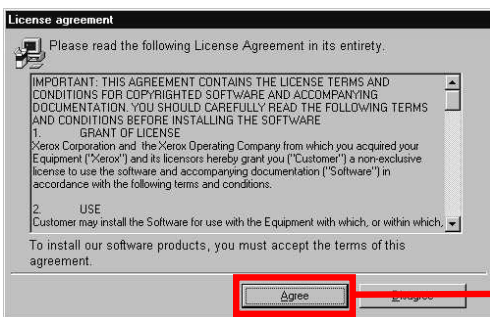 License agreement
Please read the following License Agreement in its entirety.
IMPORTANT: THIS AGREEMENT CONTAINS THE LICENSE TERMS AND
CONDITIONS FOR COPYRIGHTED SOFTWARE AND ACCOMPANYING
DOCUMENTATION. YOU SHOULD CAREFULLY READ THE FOLLOWING TERMS
AND CONDITIONS BEFORE INSTALLING THE SOFTWARE
1. GRANT OF LICENSE
Xerox Corporation and the Xerox Operating Company from which you acquired your
Equipment ("Xerox") and its licensors hereby grant you ("Customer") a non-exclusive
license to use the software and accompanying documentation ("Software") in
accordance with the following terms and conditions.
2. USE
Customer may install the Software for use with the Equipment with which, or within which,
To install our software products, you must accept the terms of this
agreement.
Agree
Disagree